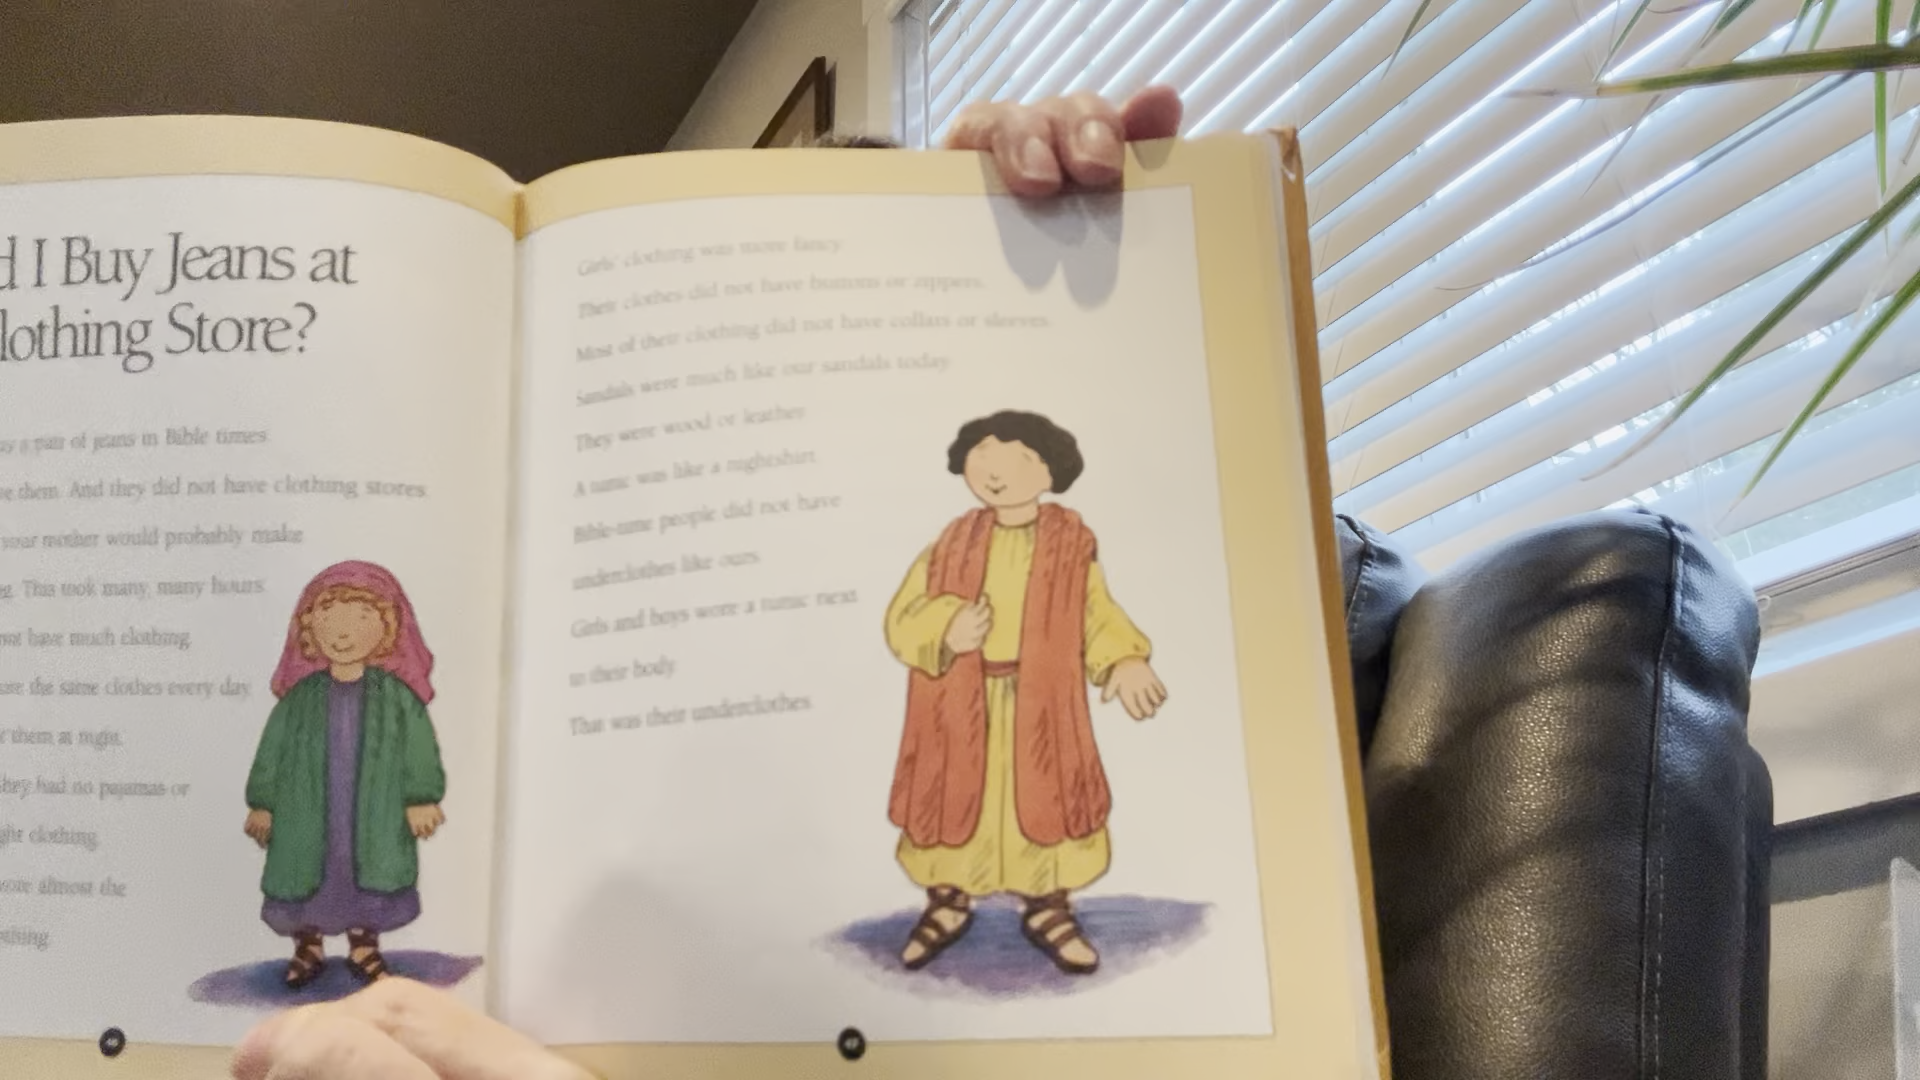 d I Buy Jeans at
lothing Store?
ay a pair of jeans in Bible times.
e them. And they did not have clothing stores.
your mother would probably make
g. This took many, many hours.
not have much clothing.
ore the same clothes every day.
them at night.
they had no pajamas or
ght clothing.
wore almost the
othing.
Girls' clothing was more fancy.
Their clothes did not have buttons or zippers.
Most of their clothing did not have collars or sleeves.
Sandals were much like our sandals today.
They were wood or leather.
A tunic was like a nightshirt.
Bible-time people did not have
underclothes like ours.
Girls and boys wore a tunic next
to their body.
That was their underclothes.